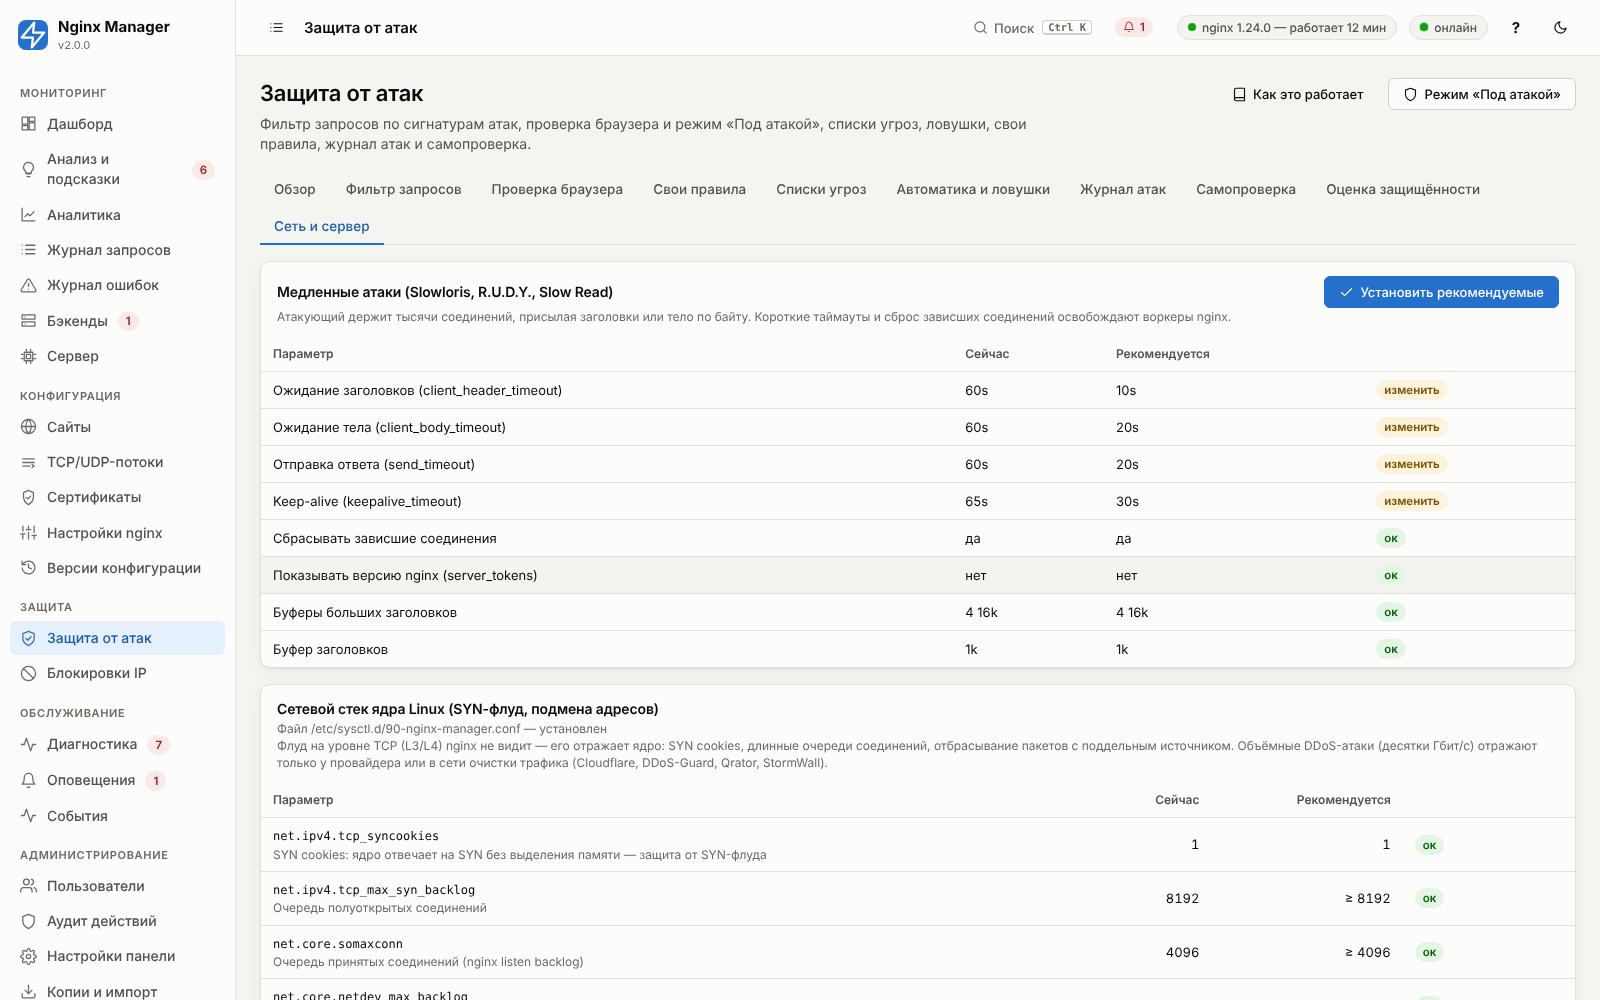 Nginx Manager
v2.0.0
МОНИТОРИНГ
Дашборд
Анализ и подсказки
6
Аналитика
Журнал запросов
Журнал ошибок
Бэкенды 1
Сервер
КОНФИГУРАЦИЯ
Сайты
TCP/UDP-потоки
Сертификаты
Настройки nginx
Версии конфигурации
ЗАЩИТА
Защита от атак
Блокировки IP
ОБСЛУЖИВАНИЕ
Диагностика 7
Оповещения 1
События
АДМИНИСТРИРОВАНИЕ
Пользователи
Аудит действий
Настройки панели
Копии и импорт
Защита от атак
Поиск Ctrl K
1
nginx 1.24.0 — работает 12 мин
онлайн
?
Защита от атак
Как это работает
Режим «Под атакой»
Фильтр запросов по сигнатурам атак, проверка браузера и режим «Под атакой», списки угроз, ловушки, свои
правила, журнал атак и самопроверка.
Обзор Фильтр запросов Проверка браузера Свои правила Списки угроз Автоматика и ловушки Журнал атак Самопроверка Оценка защищённости
Сеть и сервер
Медленные атаки (Slowloris, R.U.D.Y., Slow Read)
Установить рекомендуемые
Атакующий держит тысячи соединений, присылая заголовки или тело по байту. Короткие таймауты и сброс зависших соединений освобождают воркеры nginx.
Параметр Сейчас Рекомендуется
Ожидание заголовков (client_header_timeout) 60s 10s изменить
Ожидание тела (client_body_timeout) 60s 20s изменить
Отправка ответа (send_timeout) 60s 20s изменить
Keep-alive (keepalive_timeout) 65s 30s изменить
Сбрасывать зависшие соединения да да ок
Показывать версию nginx (server_tokens) нет нет ок
Буферы больших заголовков 4 16k 4 16k ок
Буфер заголовков 1k 1k ок
Сетевой стек ядра Linux (SYN-флуд, подмена адресов)
Файл /etc/sysctl.d/90-nginx-manager.conf — установлен
Флуд на уровне TCP (L3/L4) nginx не видит — его отражает ядро: SYN cookies, длинные очереди соединений, отбрасывание пакетов с поддельным источником. Объёмные DDoS-атаки (десятки Гбит/с) отражают
только у провайдера или в сети очистки трафика (Cloudflare, DDoS-Guard, Qrator, StormWall).
Параметр Сейчас Рекомендуется
net.ipv4.tcp_syncookies 1 1 ок
SYN cookies: ядро отвечает на SYN без выделения памяти — защита от SYN-флуда
net.ipv4.tcp_max_syn_backlog 8192 ≥ 8192 ок
Очередь полуоткрытых соединений
net.core.somaxconn 4096 ≥ 4096 ок
Очередь принятых соединений (nginx listen backlog)
net.core.netdev_max_backlog